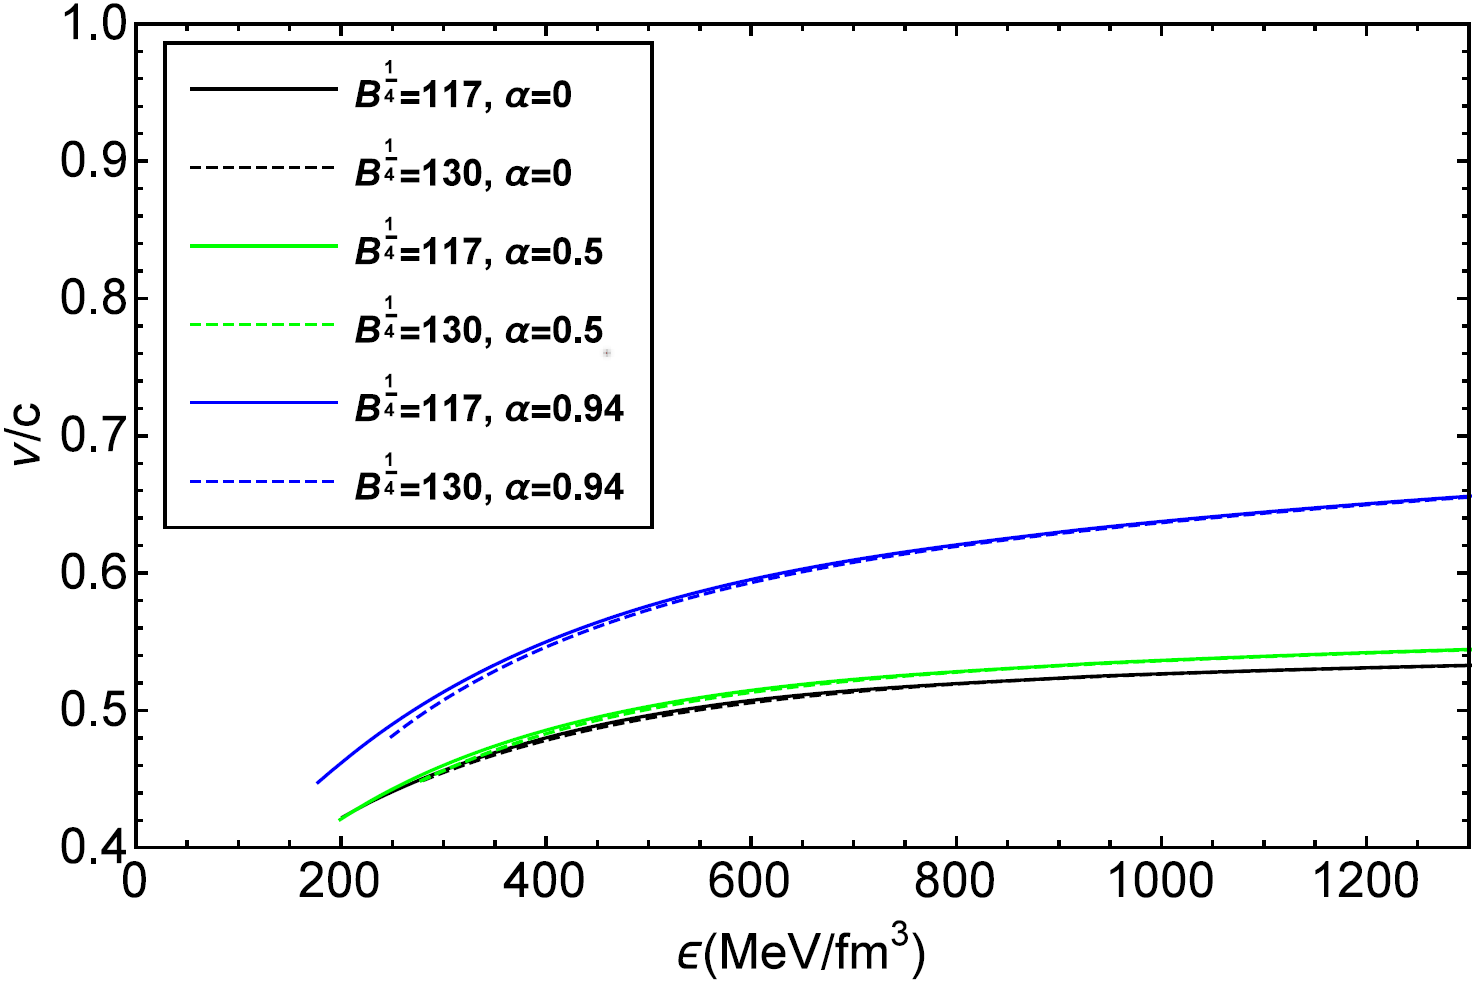 1.0
0.9
0.8
0.7
0.6
0.5
0.4
v/c
B^{1/4}=117, α=0
B^{1/4}=130, α=0
B^{1/4}=117, α=0.5
B^{1/4}=130, α=0.5
B^{1/4}=117, α=0.94
B^{1/4}=130, α=0.94
0 200 400 600 800 1000 1200
ϵ(MeV/fm³)